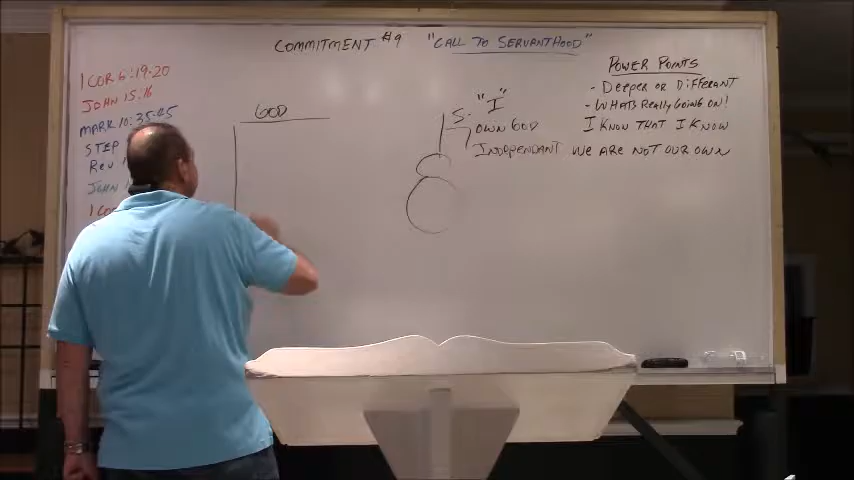 COMMITMENT #9 "CALL TO SERVANTHOOD"
1 COR 6:19-20
JOHN 15:16
MARK 10:35-45
STEP
REV
JOHN
1 CO
GOD
S. "I"
OWN GOD
INDEPENDANT
POWER POINTS
- DEEPER OR DIFFERENT
- WHATS REALLY GOING ON!
I KNOW THAT I KNOW
WE ARE NOT OUR OWN